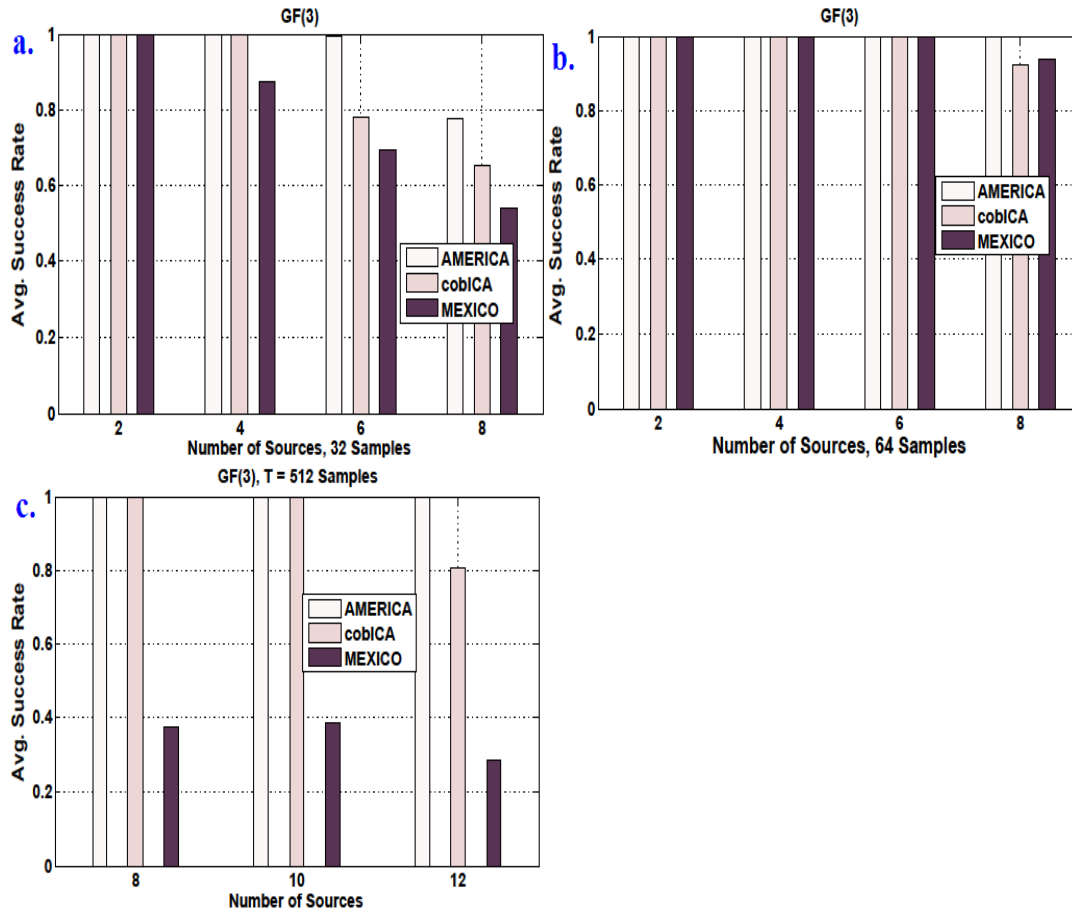 a.
GF(3)
Avg. Success Rate
1
0.8
0.6
0.4
0.2
0
AMERICA
cobICA
MEXICO
2 4 6 8
Number of Sources, 32 Samples
b.
GF(3)
Avg. Success Rate
1
0.8
0.6
0.4
0.2
0
AMERICA
cobICA
MEXICO
2 4 6 8
Number of Sources, 64 Samples
c.
GF(3), T = 512 Samples
Avg. Success Rate
1
0.8
0.6
0.4
0.2
0
AMERICA
cobICA
MEXICO
8 10 12
Number of Sources